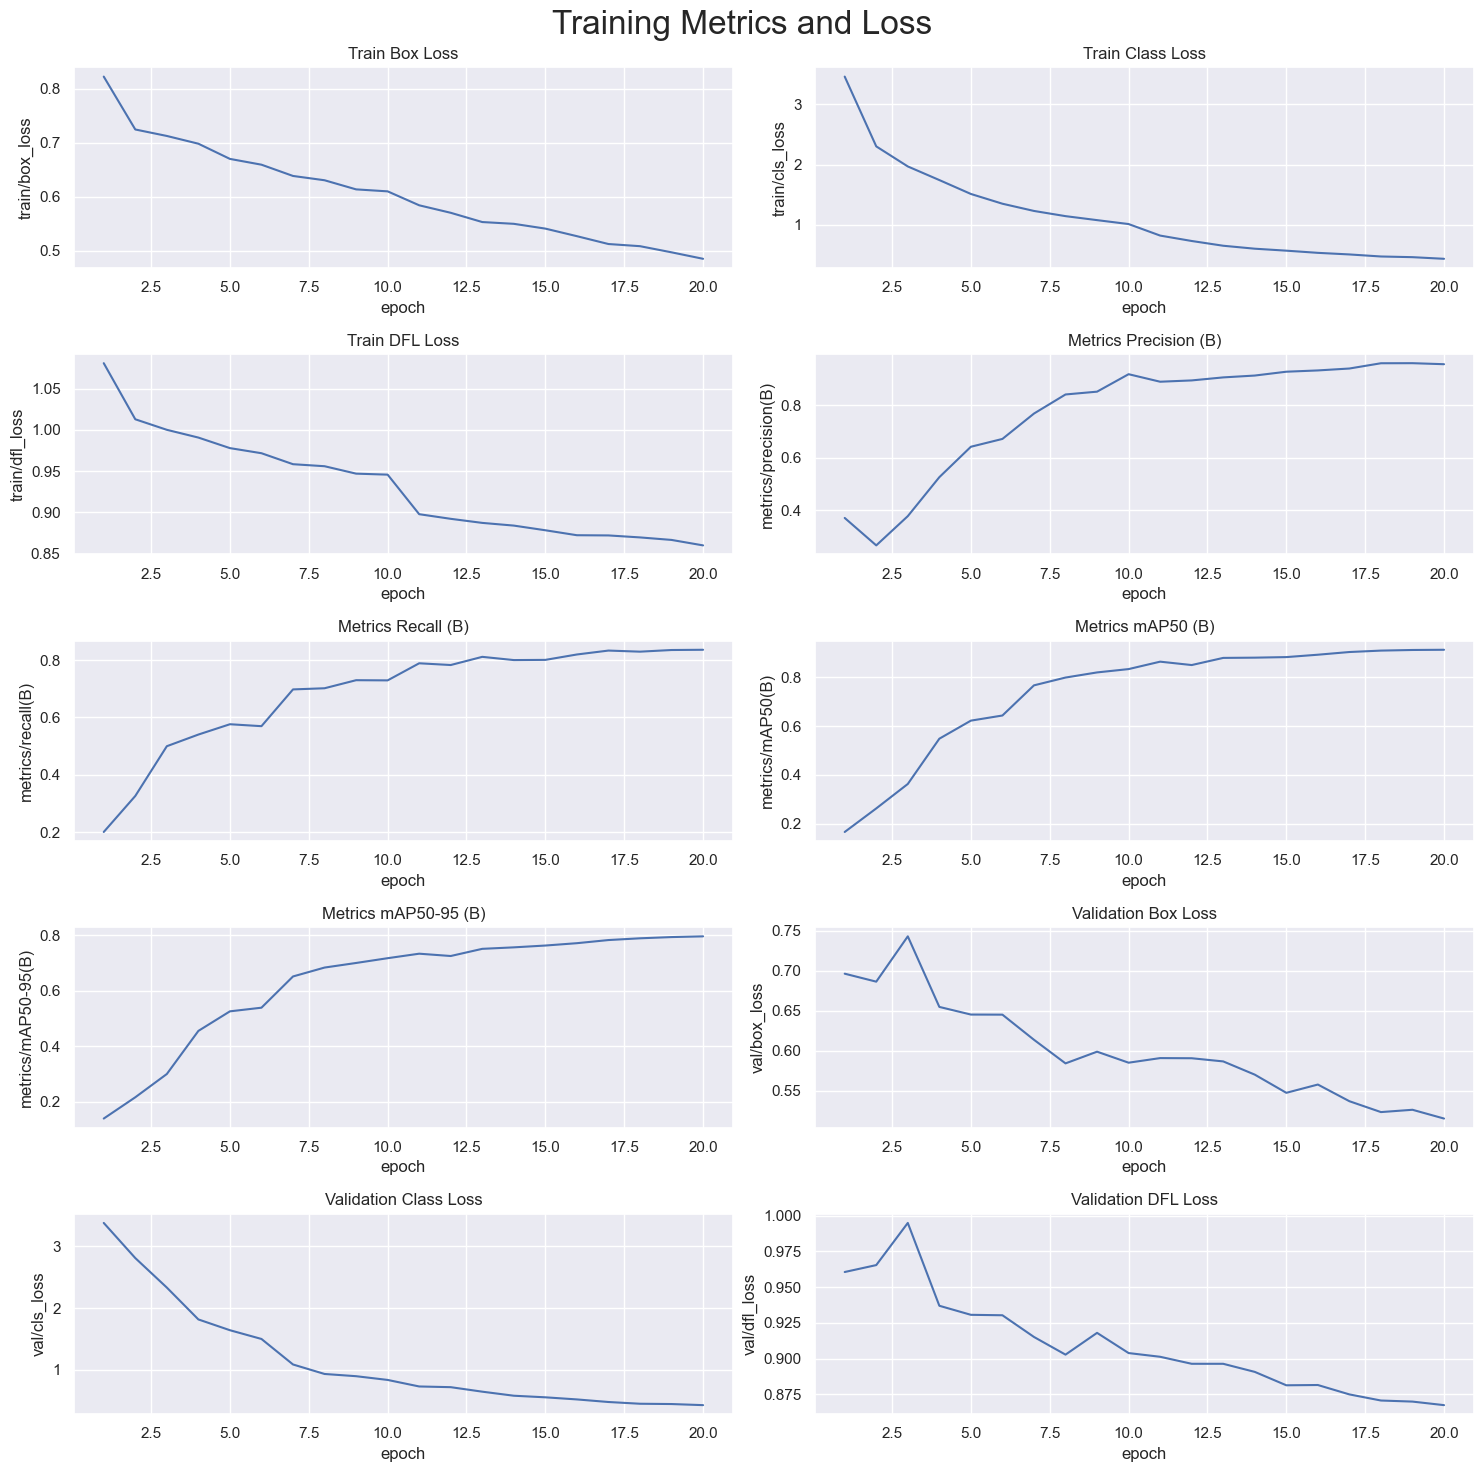 Training Metrics and Loss
Train Box Loss
train/box_loss
0.8
0.7
0.6
0.5
2.5 5.0 7.5 10.0 12.5 15.0 17.5 20.0
epoch
Train Class Loss
train/cls_loss
3
2
1
2.5 5.0 7.5 10.0 12.5 15.0 17.5 20.0
epoch
Train DFL Loss
train/dfl_loss
1.05
1.00
0.95
0.90
0.85
2.5 5.0 7.5 10.0 12.5 15.0 17.5 20.0
epoch
Metrics Precision (B)
metrics/precision(B)
0.8
0.6
0.4
2.5 5.0 7.5 10.0 12.5 15.0 17.5 20.0
epoch
Metrics Recall (B)
metrics/recall(B)
0.8
0.6
0.4
0.2
2.5 5.0 7.5 10.0 12.5 15.0 17.5 20.0
epoch
Metrics mAP50 (B)
metrics/mAP50(B)
0.8
0.6
0.4
0.2
2.5 5.0 7.5 10.0 12.5 15.0 17.5 20.0
epoch
Metrics mAP50-95 (B)
metrics/mAP50-95(B)
0.8
0.6
0.4
0.2
2.5 5.0 7.5 10.0 12.5 15.0 17.5 20.0
epoch
Validation Box Loss
val/box_loss
0.75
0.70
0.65
0.60
0.55
2.5 5.0 7.5 10.0 12.5 15.0 17.5 20.0
epoch
Validation Class Loss
val/cls_loss
3
2
1
2.5 5.0 7.5 10.0 12.5 15.0 17.5 20.0
epoch
Validation DFL Loss
val/dfl_loss
1.000
0.975
0.950
0.925
0.900
0.875
2.5 5.0 7.5 10.0 12.5 15.0 17.5 20.0
epoch